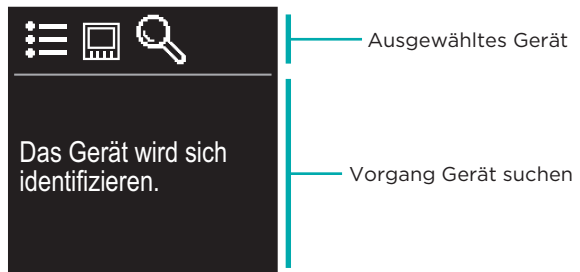 Ausgewähltes Gerät
Das Gerät wird sich
identifizieren.
Vorgang Gerät suchen